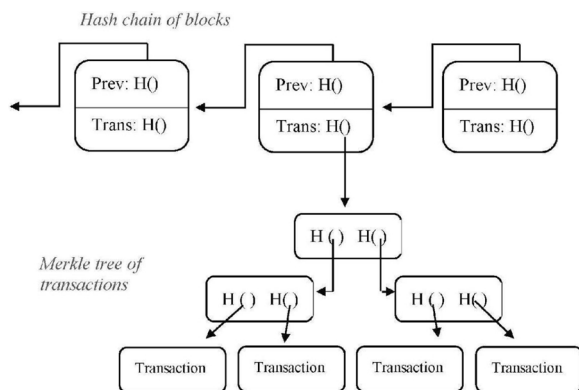 Hash chain of blocks
Prev: H()
Prev: H()
Prev: H()
Trans: H()
Trans: H()
Trans: H()
H ( ) H( )
Merkle tree of
transactions
H ( ) H( )
H ( ) H( )
Transaction
Transaction
Transaction
Transaction